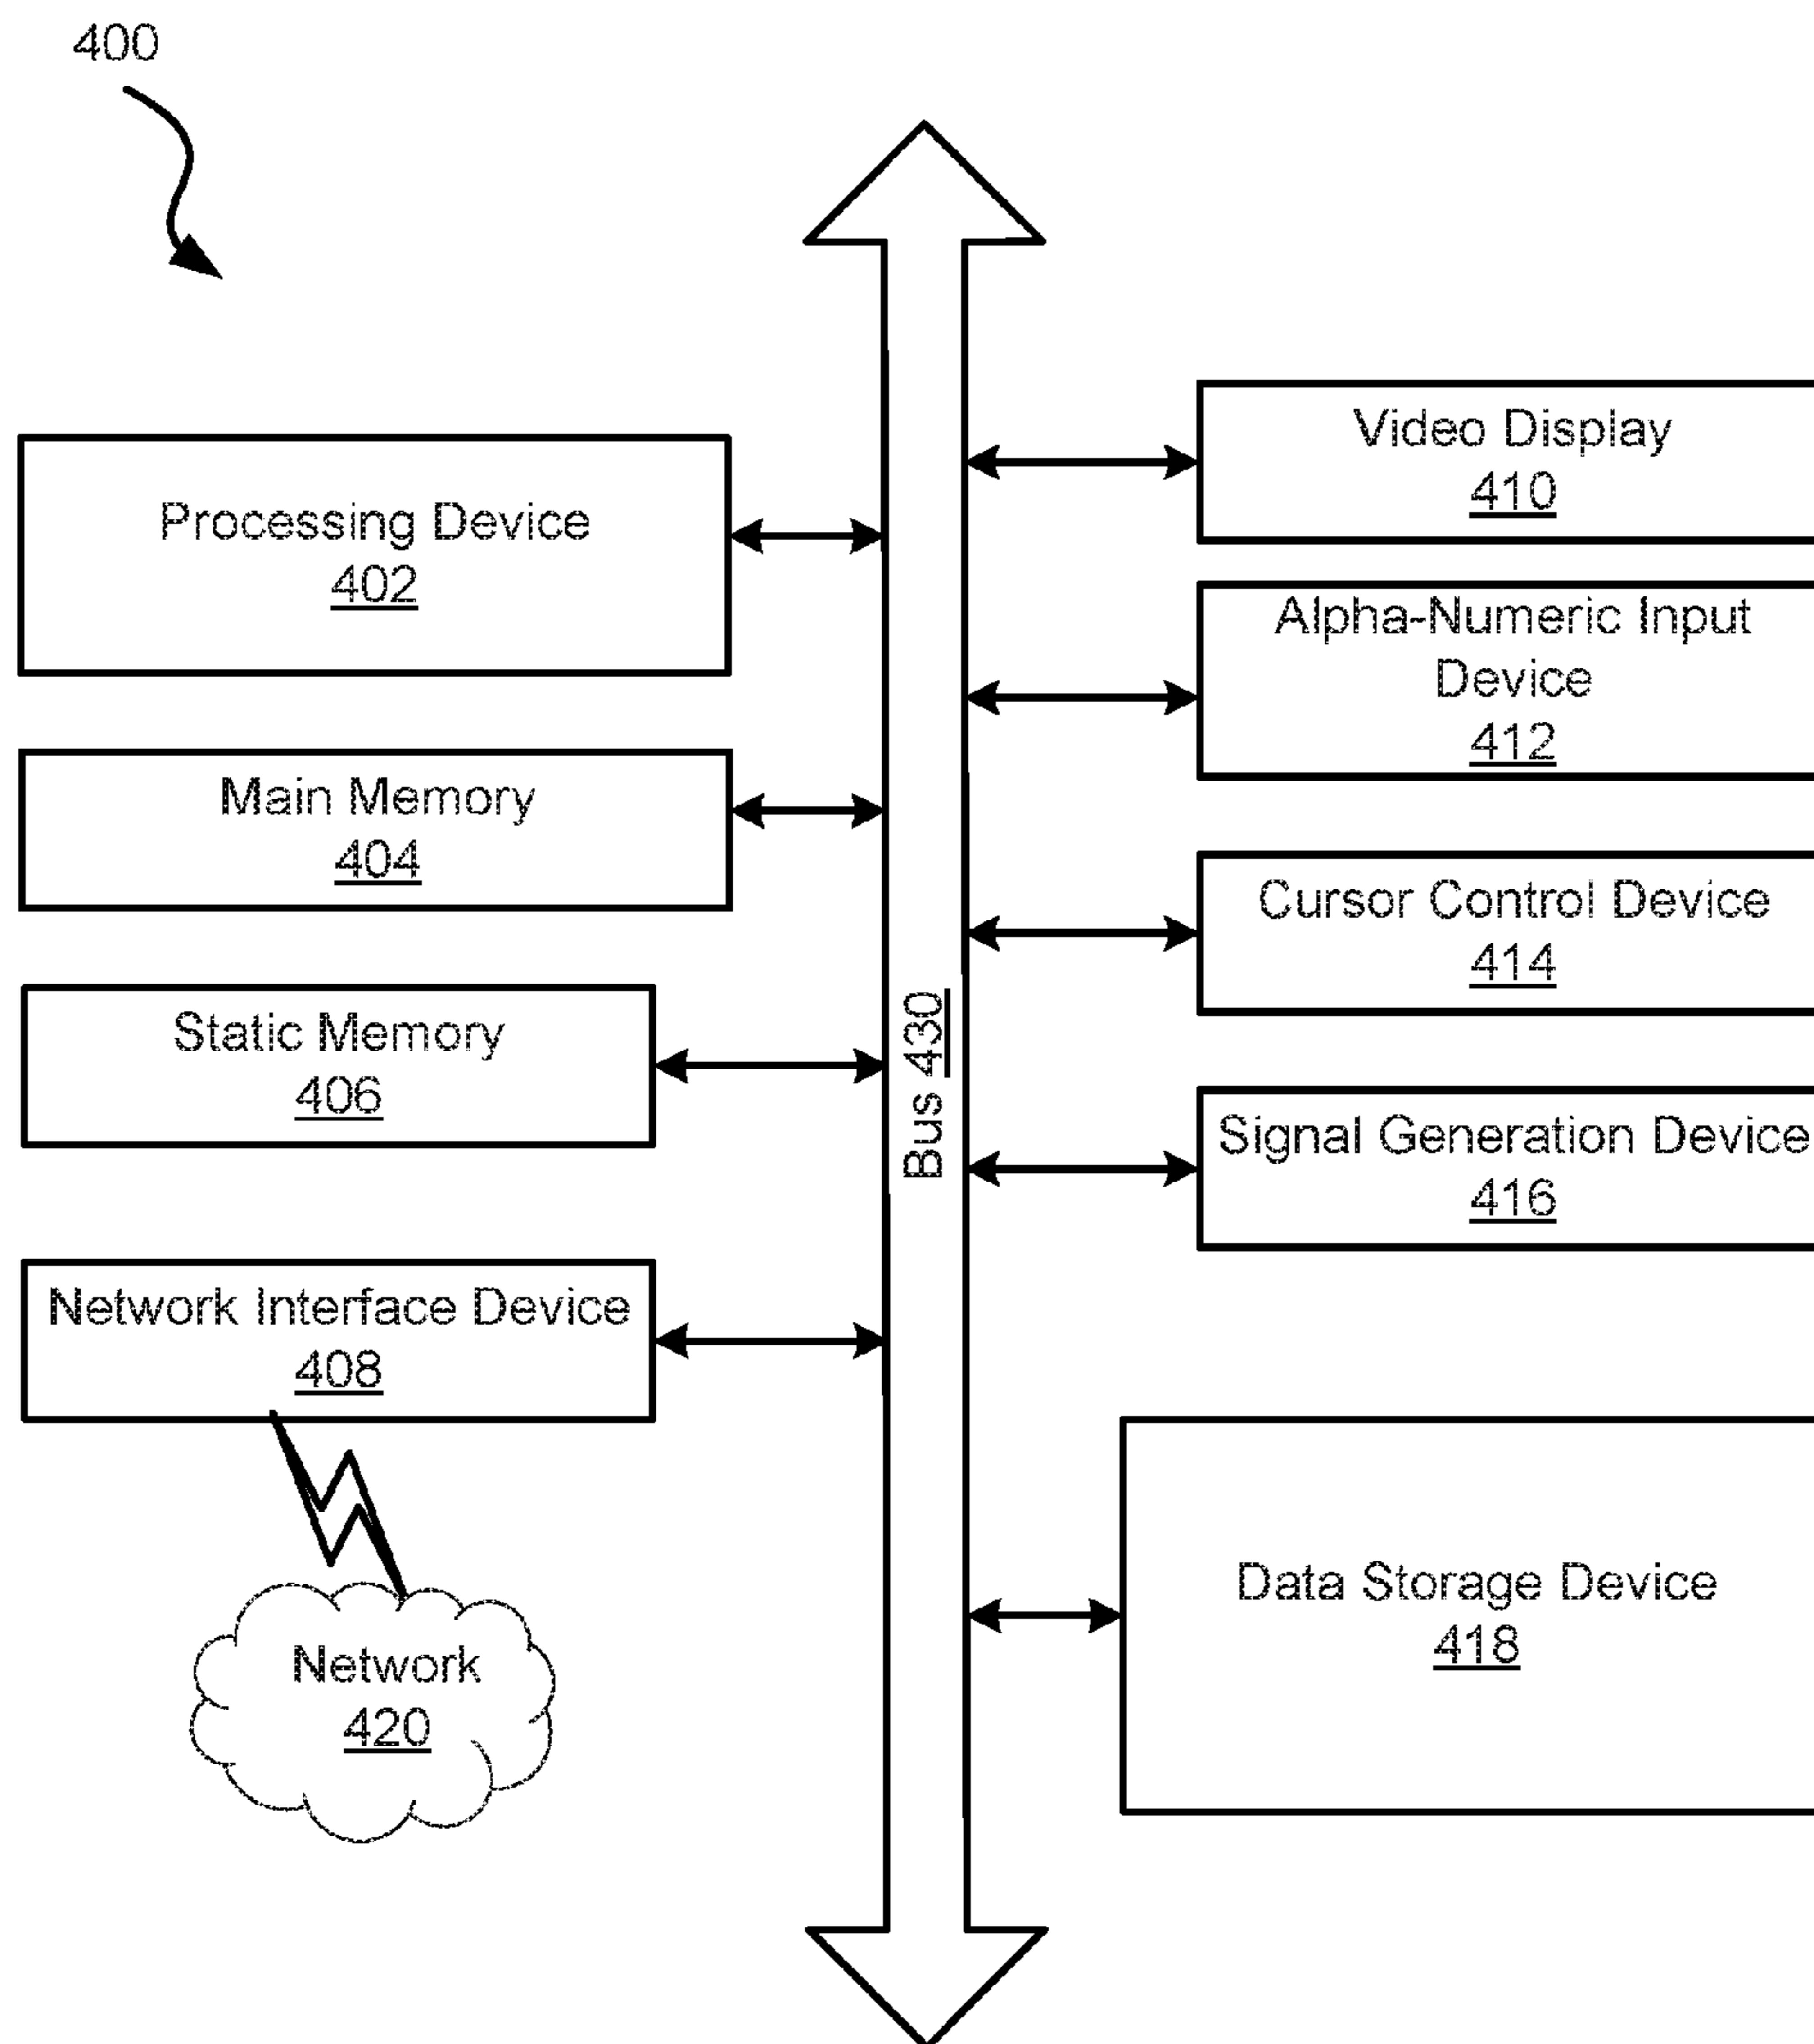 400
Processing Device
402
Main Memory
404
Static Memory
406
Network Interface Device
408
Network
420
Bus 430
Video Display
410
Alpha-Numeric Input
Device
412
Cursor Control Device
414
Signal Generation Device
416
Data Storage Device
418